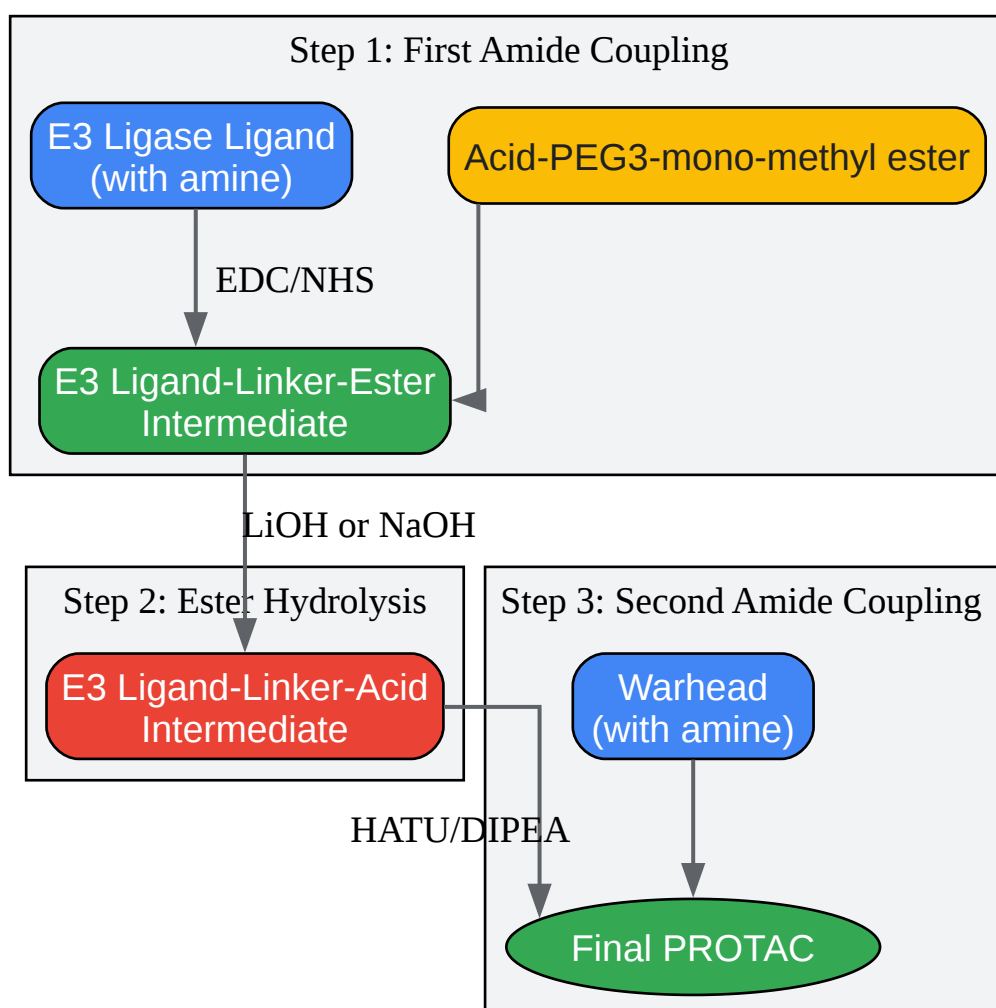 Step 1: First Amide Coupling
E3 Ligase Ligand
(with amine)
Acid-PEG3-mono-methyl ester
EDC/NHS
E3 Ligand-Linker-Ester
Intermediate
LiOH or NaOH
Step 2: Ester Hydrolysis
E3 Ligand-Linker-Acid
Intermediate
Step 3: Second Amide Coupling
Warhead
(with amine)
HATU/DIPEA
Final PROTAC